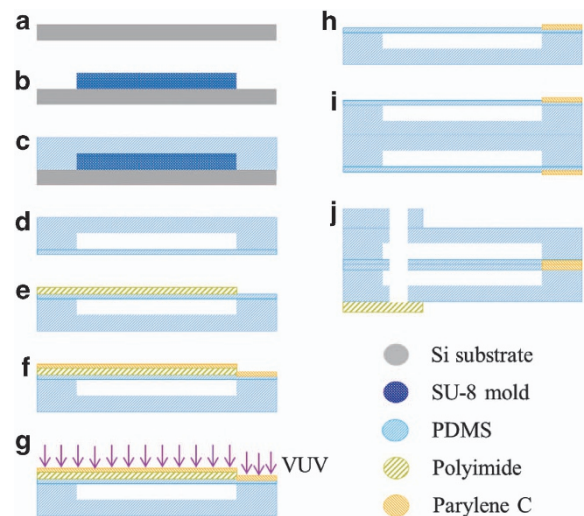 a
b
c
d
e
f
g
VUV
h
i
j
Si substrate
SU-8 mold
PDMS
Polyimide
Parylene C